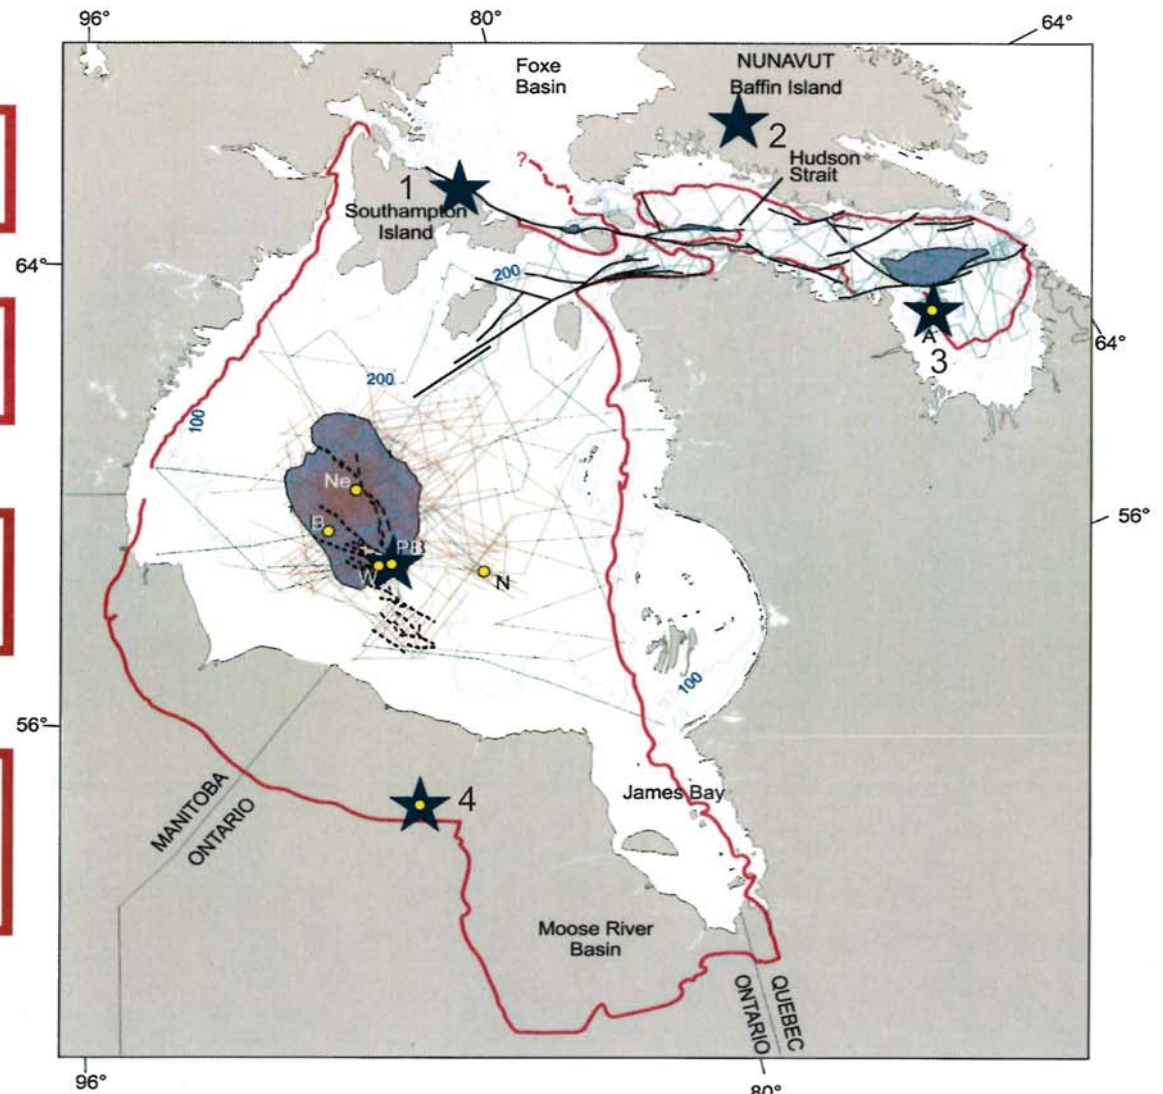 96°
80°
64°
Foxe
Basin
NUNAVUT
Baffin Island
2
Hudson
Strait
?
1
Southampton
Island
64°
200
A
3
64°
200
100
Ne
B
PB
W
N
56°
100
56°
MANITOBA
ONTARIO
4
James Bay
Moose River
Basin
ONTARIO
QUEBEC
96°
80°